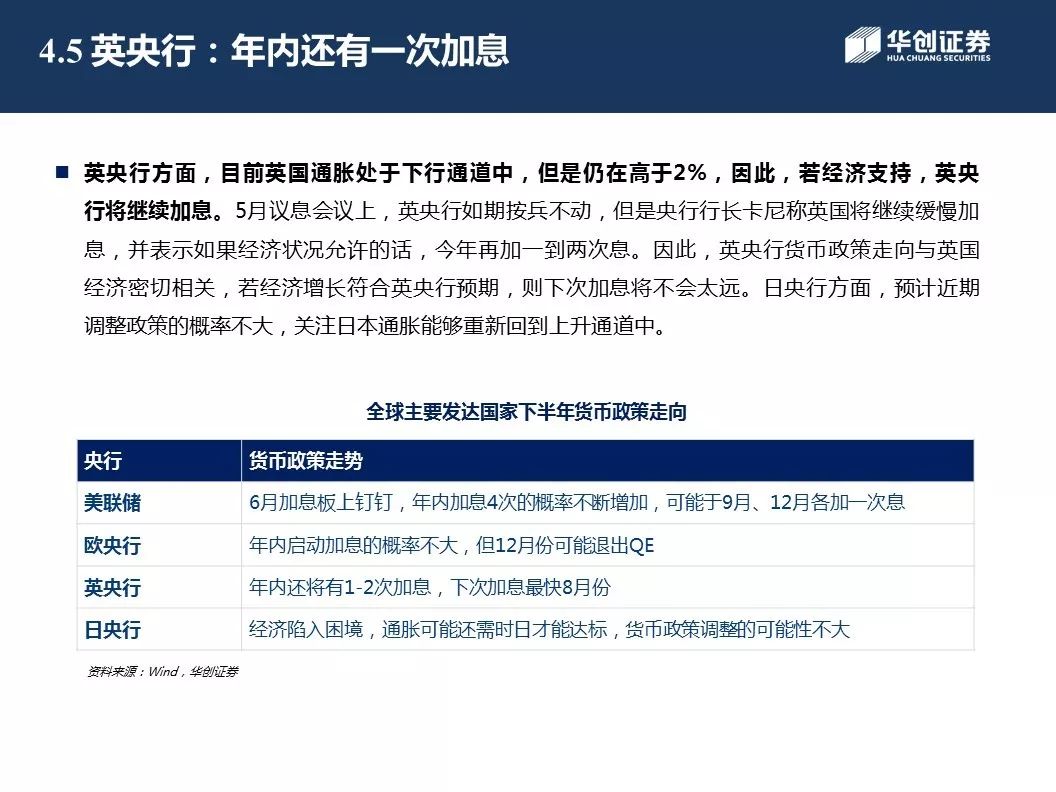 4.5 英央行：年内还有一次加息
华创证券
HUA CHUANG SECURITIES
■ 英央行方面，目前英国通胀处于下行通道中，但是仍在高于2%，因此，若经济支持，英央
行将继续加息。5月议息会议上，英央行如期按兵不动，但是央行行长卡尼称英国将继续缓慢加
息，并表示如果经济状况允许的话，今年再加一到两次息。因此，英央行货币政策走向与英国
经济密切相关，若经济增长符合英央行预期，则下次加息将不会太远。日央行方面，预计近期
调整政策的概率不大，关注日本通胀能够重新回到上升通道中。
全球主要发达国家下半年货币政策走向
央行 货币政策走势
美联储 6月加息板上钉钉，年内加息4次的概率不断增加，可能于9月、12月各加一次息
欧央行 年内启动加息的概率不大，但12月份可能退出QE
英央行 年内还将有1-2次加息，下次加息最快8月份
日央行 经济陷入困境，通胀可能还需时日才能达标，货币政策调整的可能性不大
资料来源：Wind，华创证券